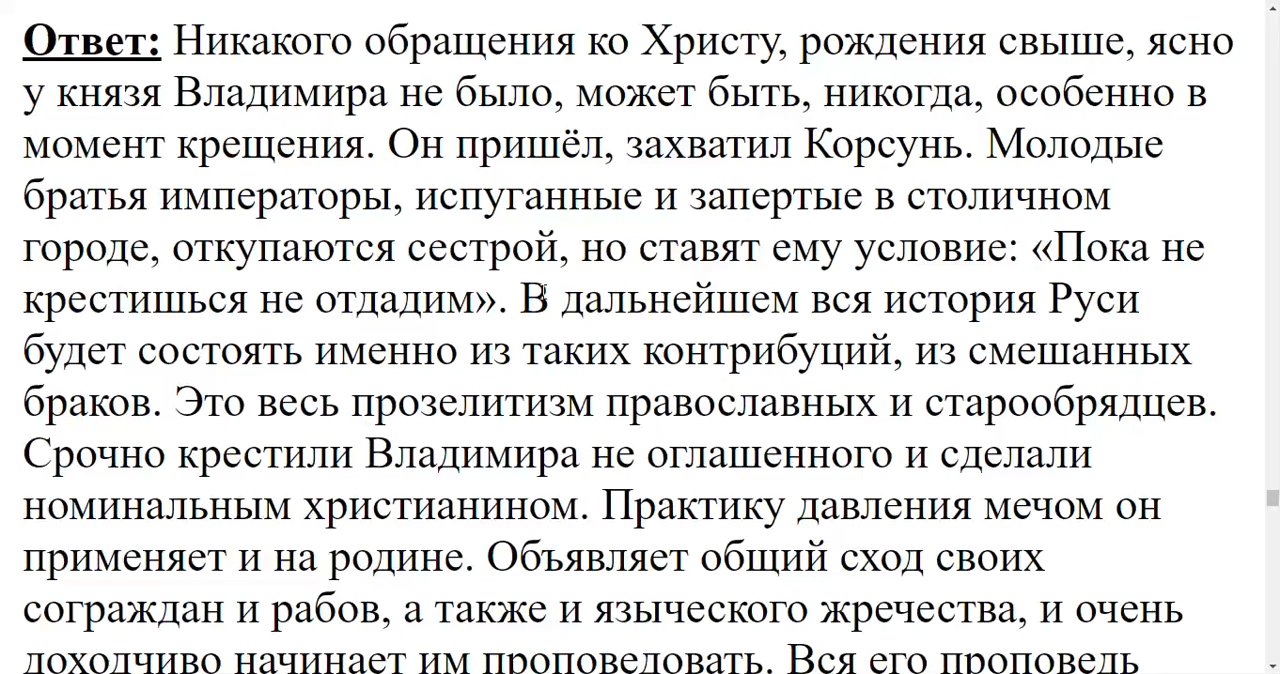 Ответ: Никакого обращения ко Христу, рождения свыше, ясно
у князя Владимира не было, может быть, никогда, особенно в
момент крещения. Он пришёл, захватил Корсунь. Молодые
братья императоры, испуганные и запертые в столичном
городе, откупаются сестрой, но ставят ему условие: «Пока не
крестишься не отдадим». В дальнейшем вся история Руси
будет состоять именно из таких контрибуций, из смешанных
браков. Это весь прозелитизм православных и старообрядцев.
Срочно крестили Владимира не оглашенного и сделали
номинальным христианином. Практику давления мечом он
применяет и на родине. Объявляет общий сход своих
сограждан и рабов, а также и языческого жречества, и очень
доходчиво начинает им проповедовать. Вся его проповедь